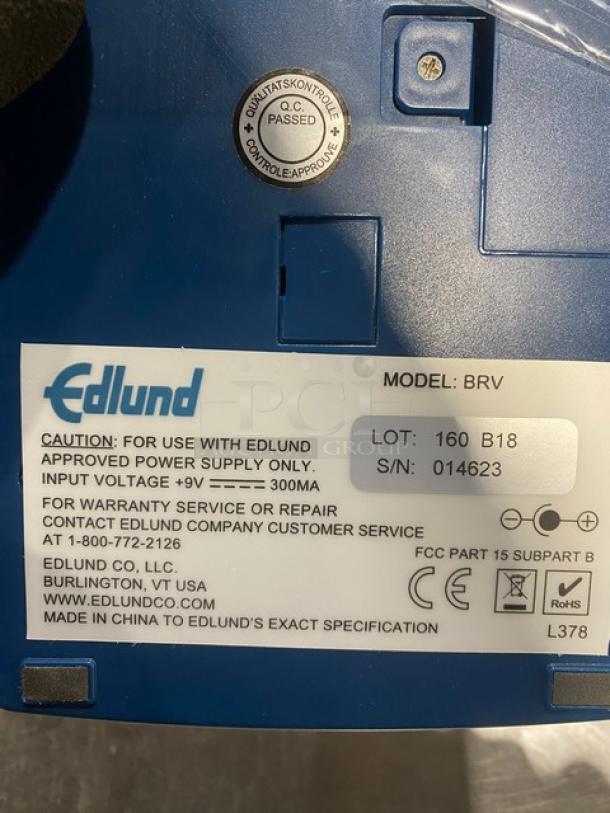 QUALITATSKONTROLLE
Q.C.
PASSED
CONTROLE:APPROUVE
Edlund
MODEL: BRV
PCI
GROUP
CAUTION: FOR USE WITH EDLUND
APPROVED POWER SUPPLY ONLY.
INPUT VOLTAGE +9V 300MA
LOT: 160 B18
S/N: 014623
FOR WARRANTY SERVICE OR REPAIR
CONTACT EDLUND COMPANY CUSTOMER SERVICE
AT 1-800-772-2126
FCC PART 15 SUBPART B
EDLUND CO, LLC.
BURLINGTON, VT USA
WWW.EDLUNDCO.COM
MADE IN CHINA TO EDLUND'S EXACT SPECIFICATION
CE
RoHS
L378